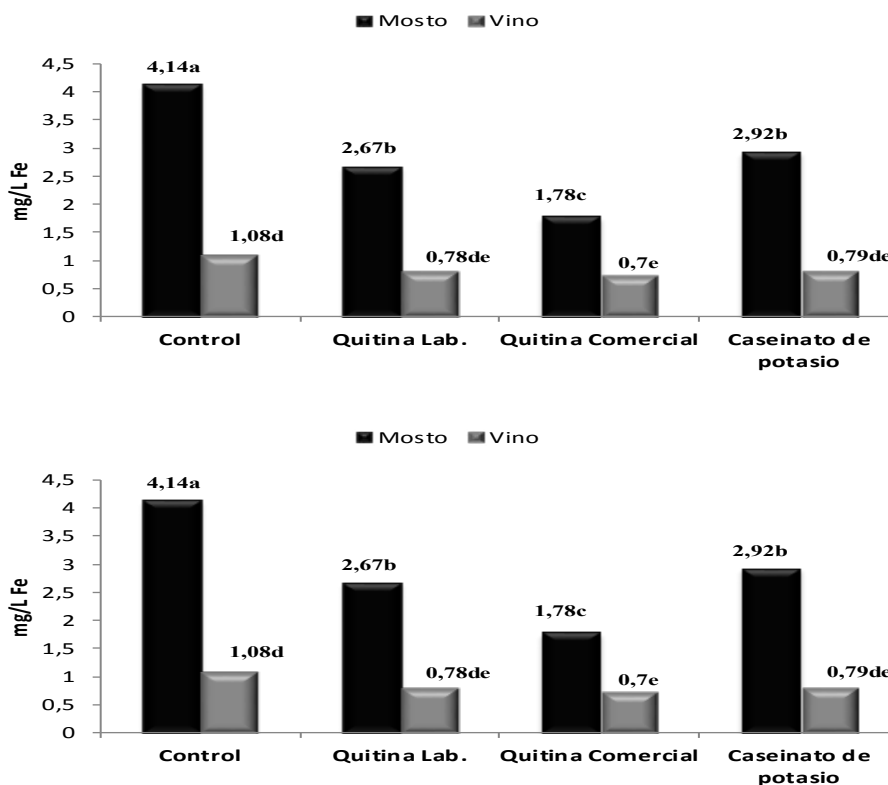 Mosto Vino
mg/L Fe
4,5
4
3,5
3
2,5
2
1,5
1
0,5
0
4,14a
1,08d
2,67b
0,78de
1,78c
0,7e
2,92b
0,79de
Control
Quitina Lab.
Quitina Comercial
Caseinato de
potasio
Mosto Vino
mg/L Fe
4,5
4
3,5
3
2,5
2
1,5
1
0,5
0
4,14a
1,08d
2,67b
0,78de
1,78c
0,7e
2,92b
0,79de
Control
Quitina Lab.
Quitina Comercial
Caseinato de
potasio